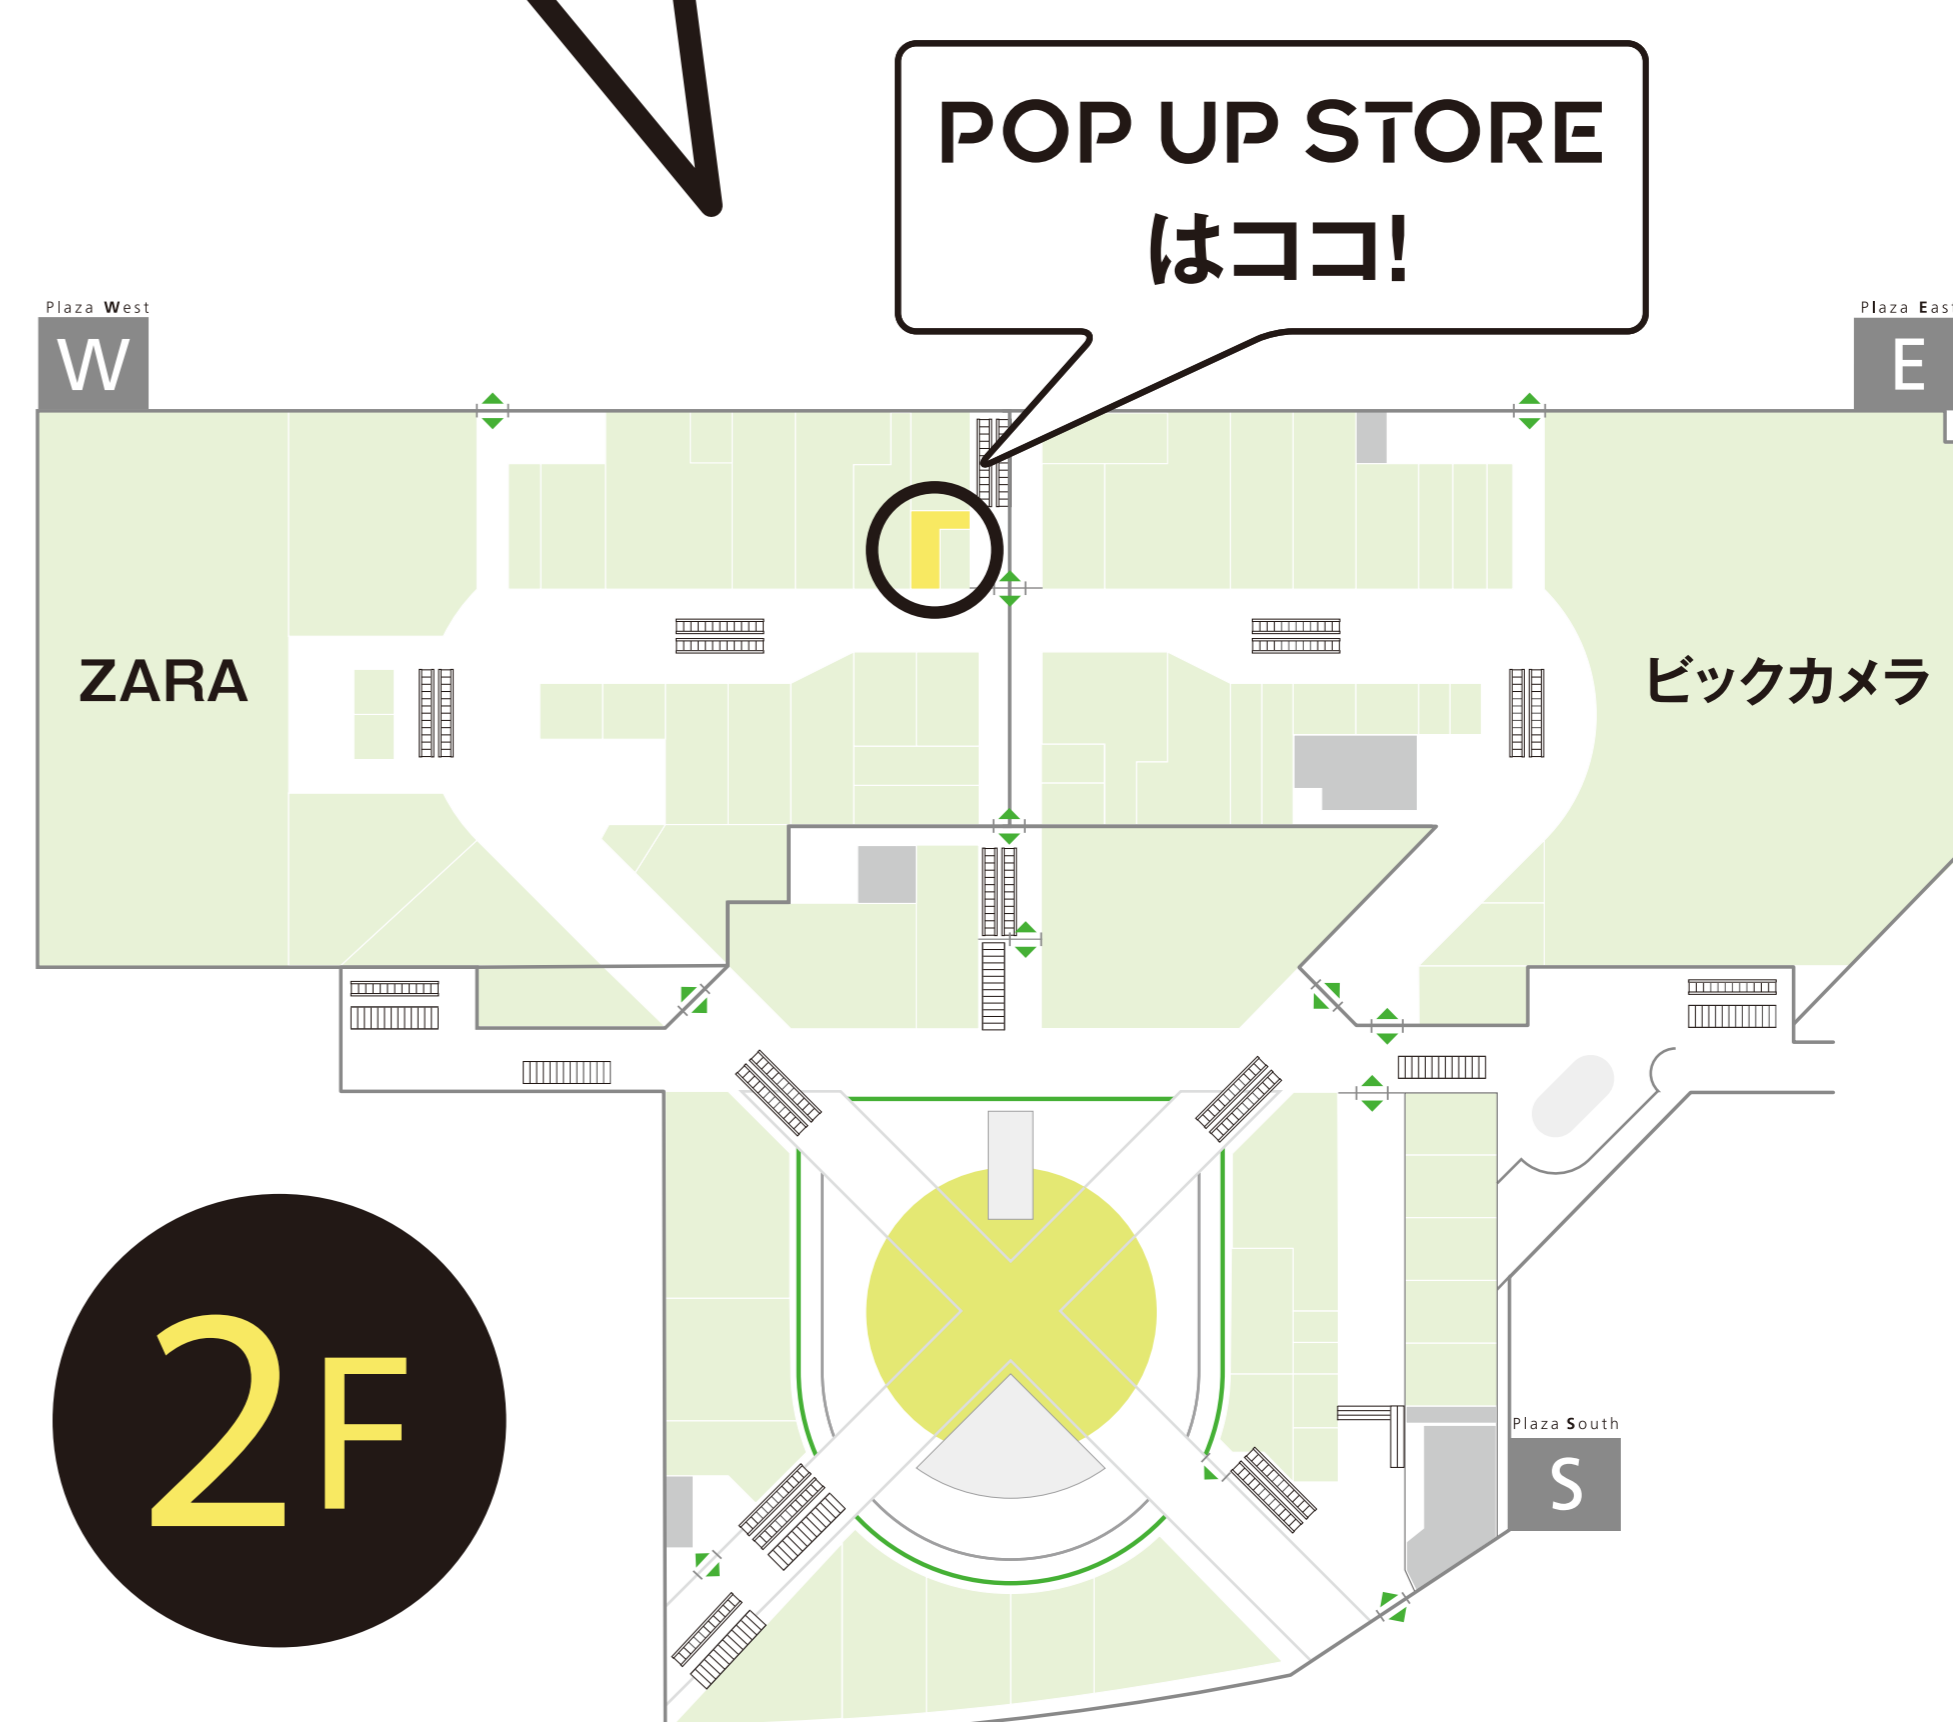 POP UP STORE
はココ!
Plaza West
W
Plaza East
E
ZARA
ビックカメラ
2F
Plaza South
S